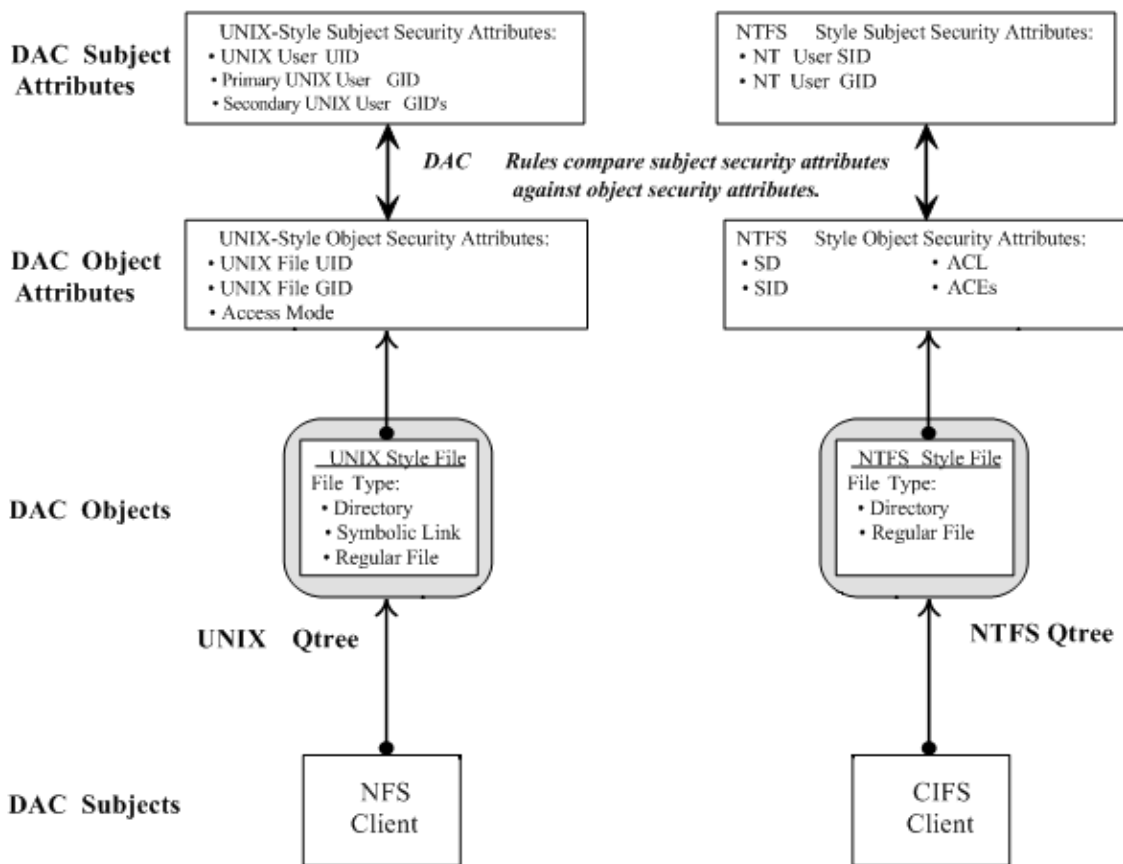 DAC Subject
Attributes
UNIX-Style Subject Security Attributes:
• UNIX User UID
• Primary UNIX User GID
• Secondary UNIX User GID's
NTFS Style Subject Security Attributes:
• NT User SID
• NT User GID
DAC Rules compare subject security attributes
against object security attributes.
DAC Object
Attributes
UNIX-Style Object Security Attributes:
• UNIX File UID
• UNIX File GID
• Access Mode
NTFS Style Object Security Attributes:
• SD • ACL
• SID • ACEs
DAC Objects
UNIX Style File
File Type:
• Directory
• Symbolic Link
• Regular File
NTFS Style File
File Type:
• Directory
• Regular File
UNIX Qtree
NTFS Qtree
DAC Subjects
NFS
Client
CIFS
Client